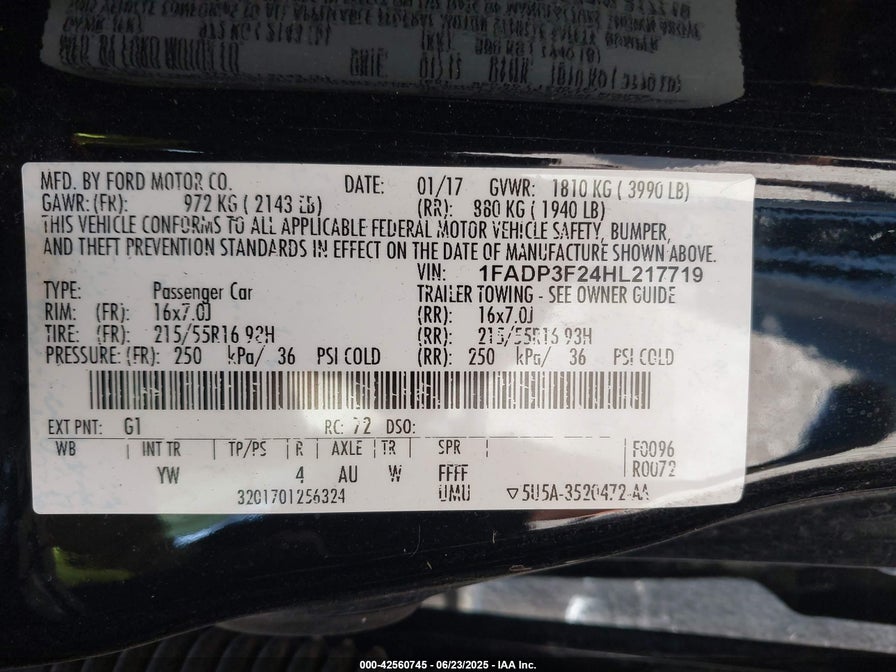 MFD. BY FORD MOTOR CO. DATE: 01/17 GVWR: 1810 KG ( 3990 LB)
GAWR: (FR): 972 KG ( 2143 LB) (RR): 880 KG ( 1940 LB)
THIS VEHICLE CONFORMS TO ALL APPLICABLE FEDERAL MOTOR VEHICLE SAFETY, BUMPER,
AND THEFT PREVENTION STANDARDS IN EFFECT ON THE DATE OF MANUFACTURE SHOWN ABOVE.
VIN: 1FADP3F24HL217719
TYPE: Passenger Car TRAILER TOWING - SEE OWNER GUIDE
RIM: (FR): 16x7.0J (RR): 16x7.0J
TIRE: (FR): 215/55R16 93H (RR): 215/55R16 93H
PRESSURE: (FR): 250 kPa/ 36 PSI COLD (RR): 250 kPa/ 36 PSI COLD
EXT PNT: G1 RC: 72 DSO:
WB INT TR TP/PS R AXLE TR SPR F0096
YW 4 AU W FFFF R0072
3201701256324 UMU 5U5A-3520472-AA
000-42560745 - 06/23/2025 - IAA Inc.